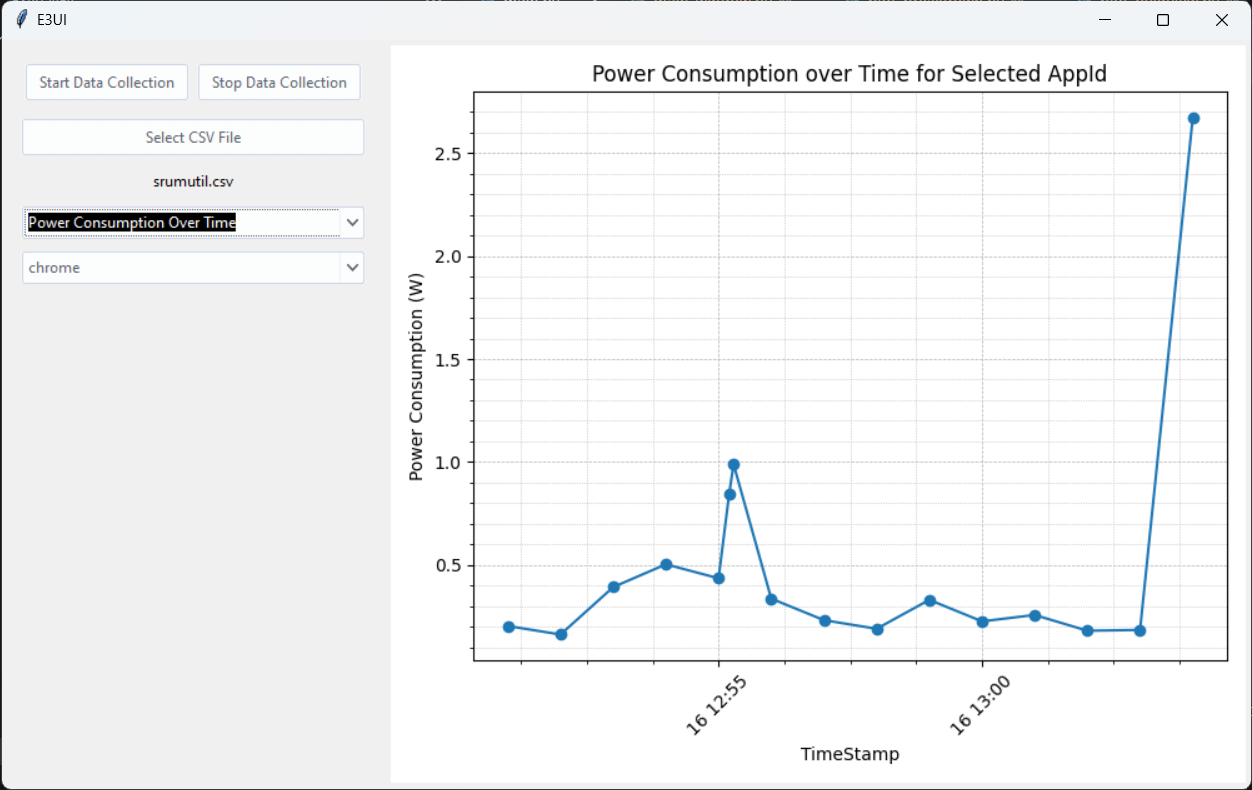 E3UI
Start Data Collection
Stop Data Collection
Select CSV File
srumutil.csv
Power Consumption Over Time
chrome
Power Consumption over Time for Selected AppId
Power Consumption (W)
2.5
2.0
1.5
1.0
0.5
16 12:55
16 13:00
TimeStamp